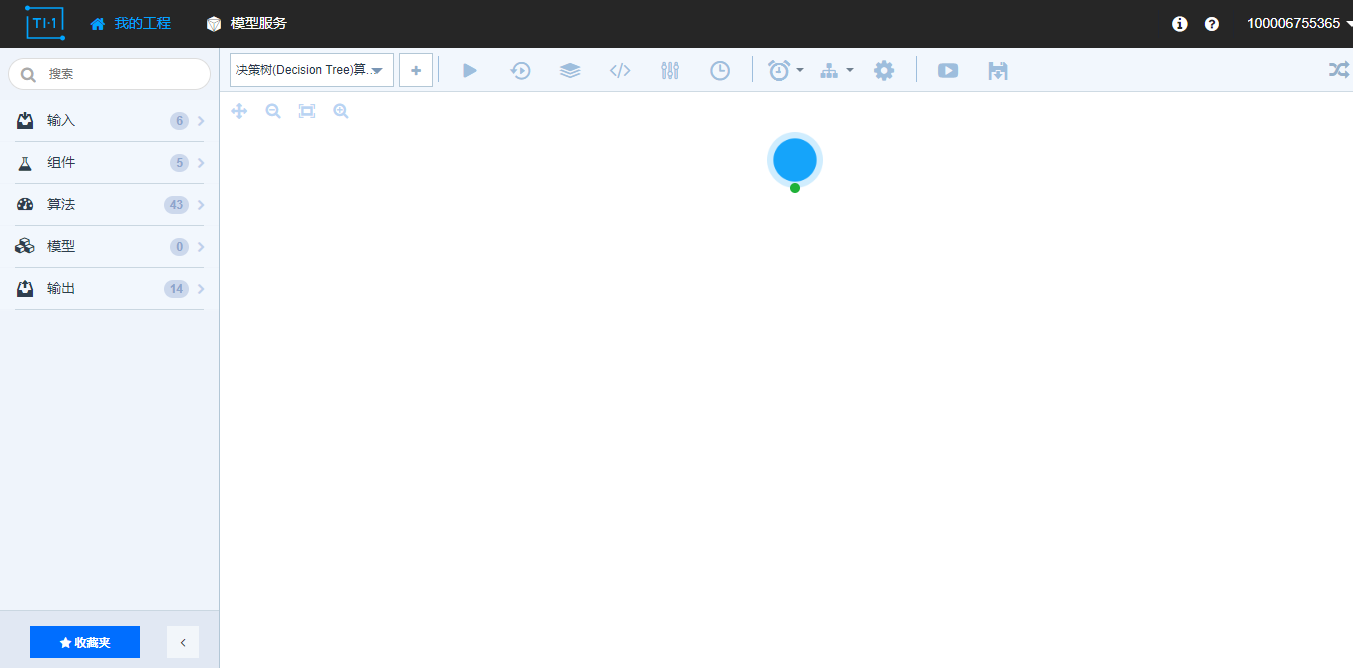 TI·1
我的工程
模型服务
100006755365
搜索
决策树(Decision Tree)算...
输入 6
组件 5
算法 43
模型 0
输出 14
收藏夹